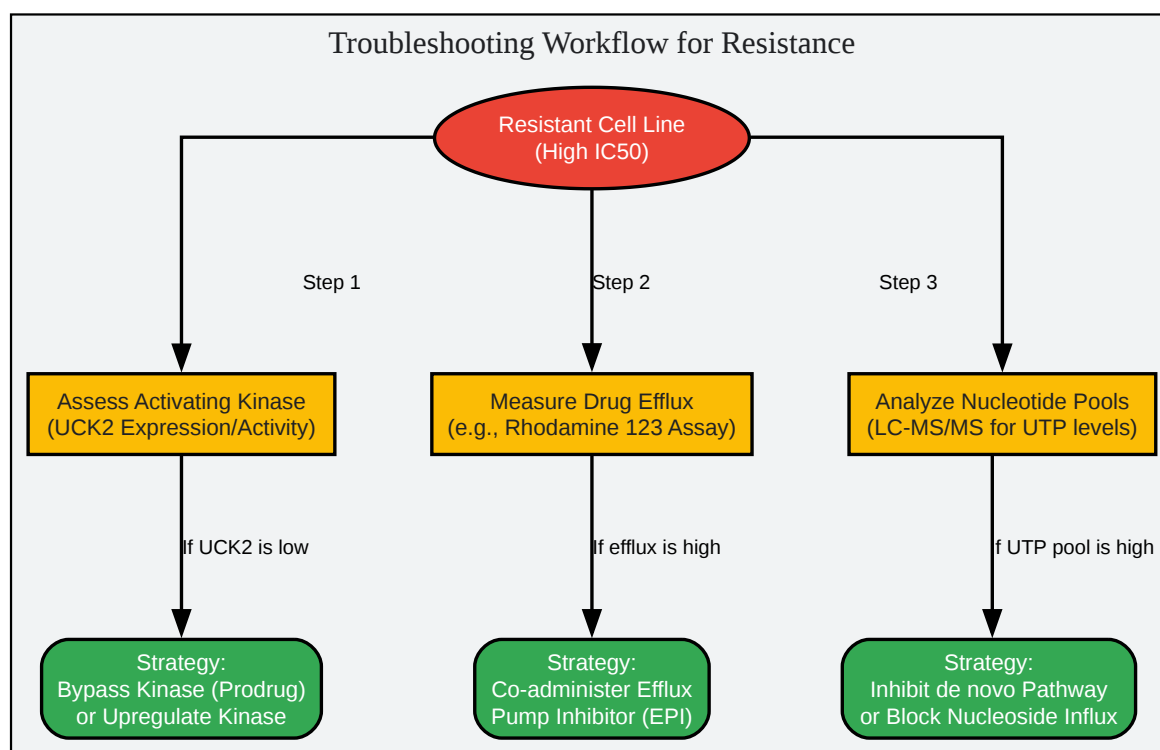 Troubleshooting Workflow for Resistance
Resistant Cell Line
(High IC50)
Step 1
Step 2
Step 3
Assess Activating Kinase
(UCK2 Expression/Activity)
Measure Drug Efflux
(e.g., Rhodamine 123 Assay)
Analyze Nucleotide Pools
(LC-MS/MS for UTP levels)
If UCK2 is low
If efflux is high
If UTP pool is high
Strategy:
Bypass Kinase (Prodrug)
or Upregulate Kinase
Strategy:
Co-administer Efflux
Pump Inhibitor (EPI)
Strategy:
Inhibit de novo Pathway
or Block Nucleoside Influx